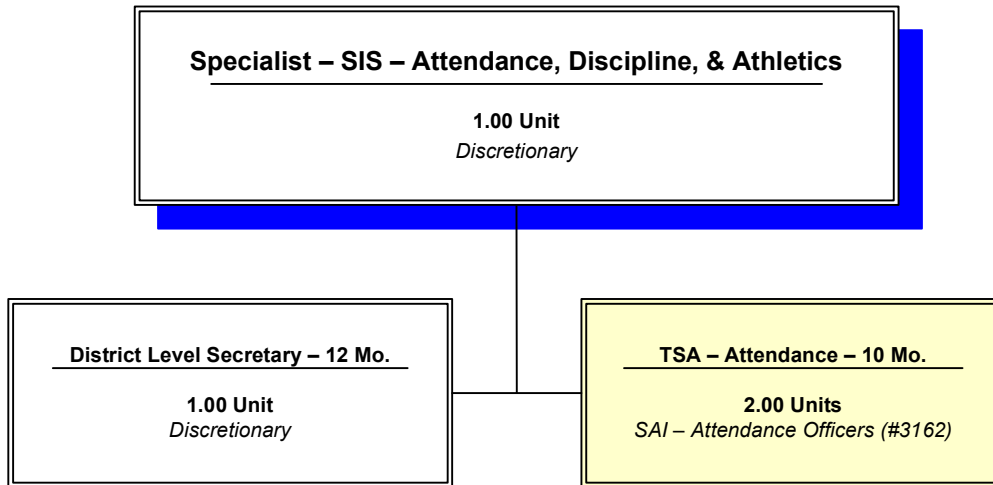 Specialist – SIS – Attendance, Discipline, & Athletics
1.00 Unit
Discretionary
District Level Secretary – 12 Mo.
1.00 Unit
Discretionary
TSA – Attendance – 10 Mo.
2.00 Units
SAI – Attendance Officers (#3162)